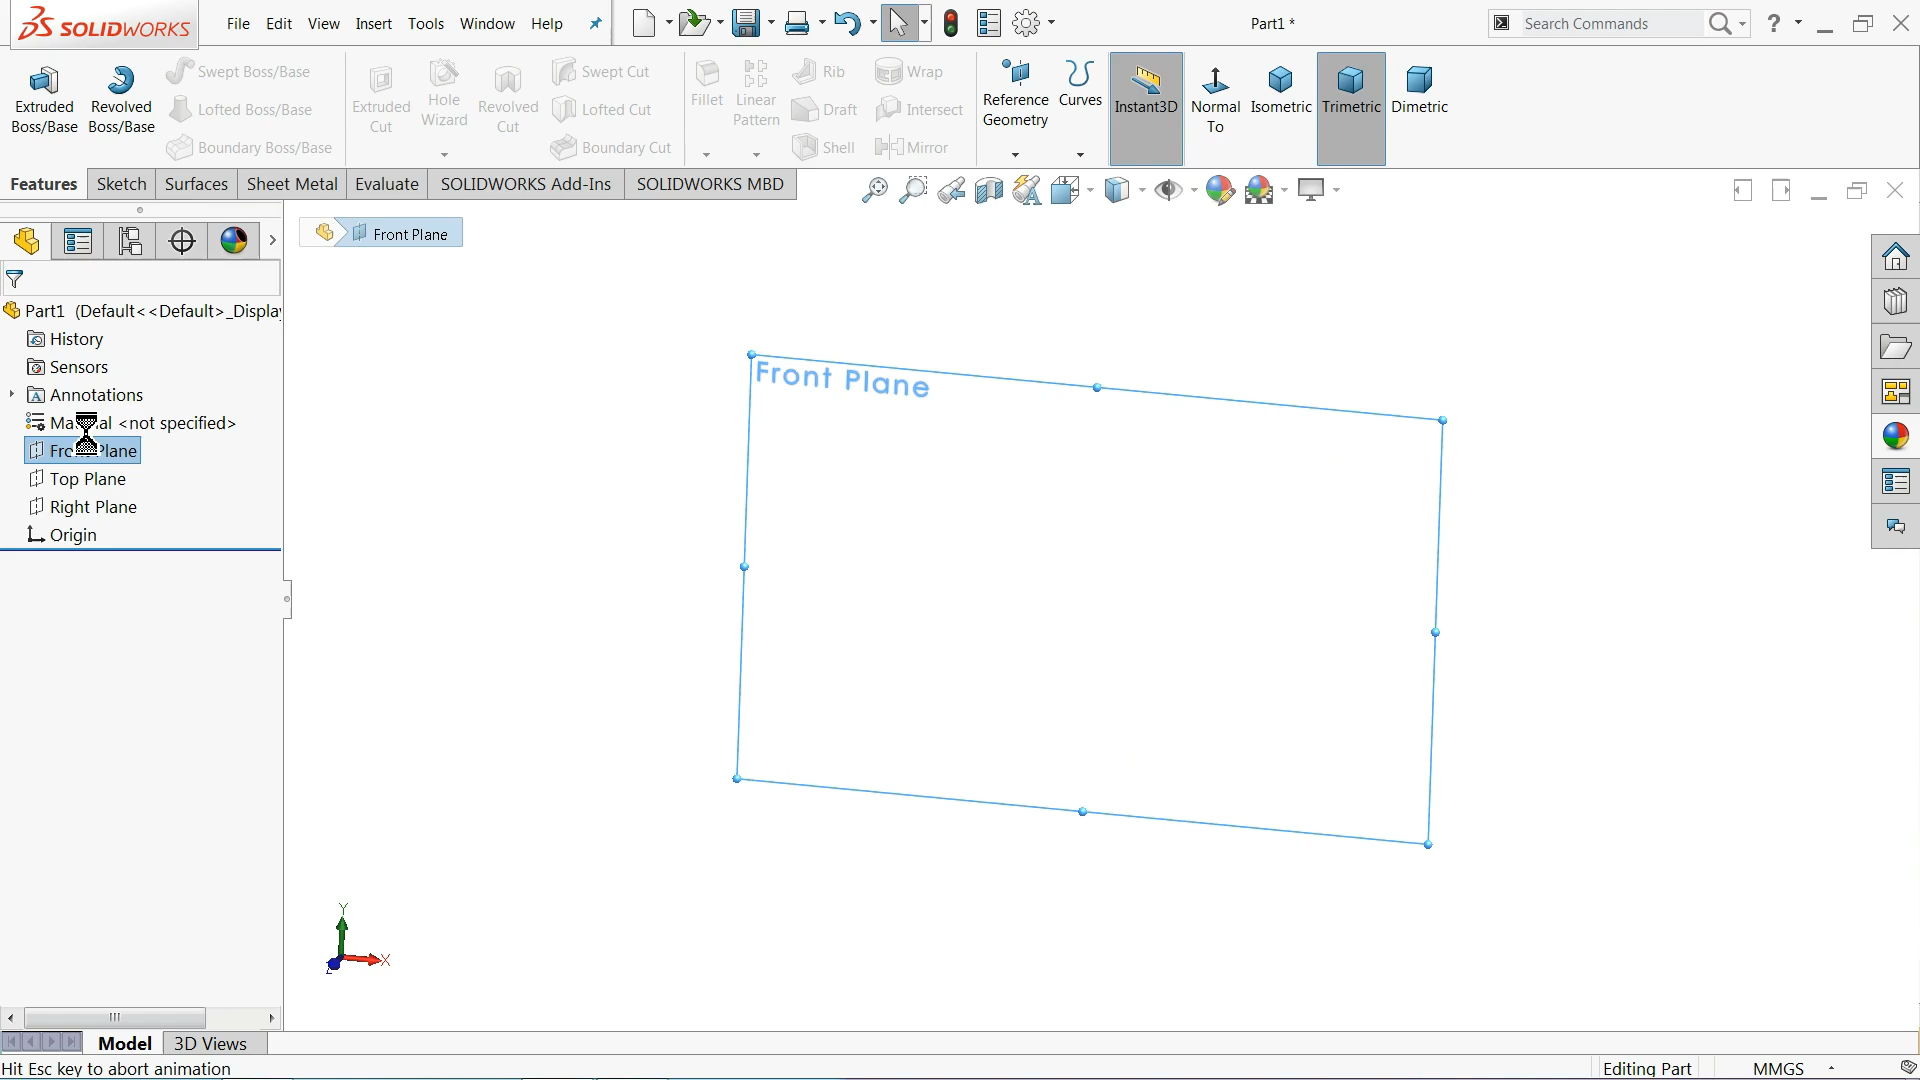 SOLIDWORKS
File Edit View Insert Tools Window Help
Part1 *
Search Commands
?
Extruded Boss/Base
Revolved Boss/Base
Swept Boss/Base
Lofted Boss/Base
Boundary Boss/Base
Extruded Cut
Hole Wizard
Revolved Cut
Swept Cut
Lofted Cut
Boundary Cut
Fillet
Linear Pattern
Rib
Draft
Shell
Wrap
Intersect
Mirror
Reference Geometry
Curves
Instant3D
Normal To
Isometric
Trimetric
Dimetric
Features Sketch Surfaces Sheet Metal Evaluate SOLIDWORKS Add-Ins SOLIDWORKS MBD
Front Plane
Part1 (Default<<Default>_Displa
History
Sensors
Annotations
<not specified>
Top Plane
Right Plane
Origin
Front Plane
Y
X
Model 3D Views
Hit Esc key to abort animation
Editing Part
MMGS